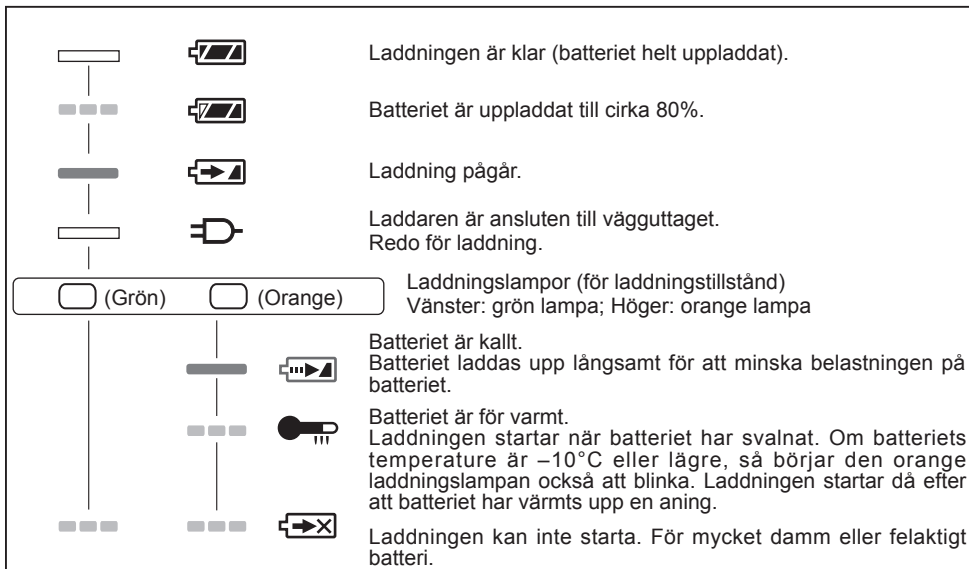 Laddningen är klar (batteriet helt uppladdat).
Batteriet är uppladdat till cirka 80%.
Laddning pågår.
Laddaren är ansluten till vägguttaget.
Redo för laddning.
(Grön) (Orange)
Laddningslampor (för laddningstillstånd)
Vänster: grön lampa; Höger: orange lampa
Batteriet är kallt.
Batteriet laddas upp långsamt för att minska belastningen på
batteriet.
Batteriet är för varmt.
Laddningen startar när batteriet har svalnat. Om batteriets
temperature är –10°C eller lägre, så börjar den orange
laddningslampan också att blinka. Laddningen startar då efter
att batteriet har värmts upp en aning.
Laddningen kan inte starta. För mycket damm eller felaktigt
batteri.